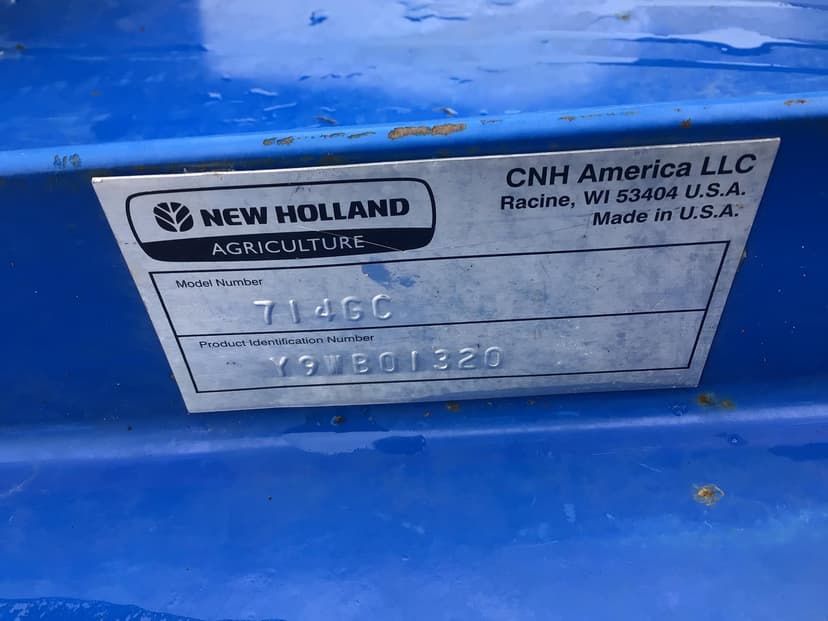 NEW HOLLAND
AGRICULTURE
CNH America LLC
Racine, WI 53404 U.S.A.
Made in U.S.A.
Model Number
714GC
Product Identification Number
Y9WB01320